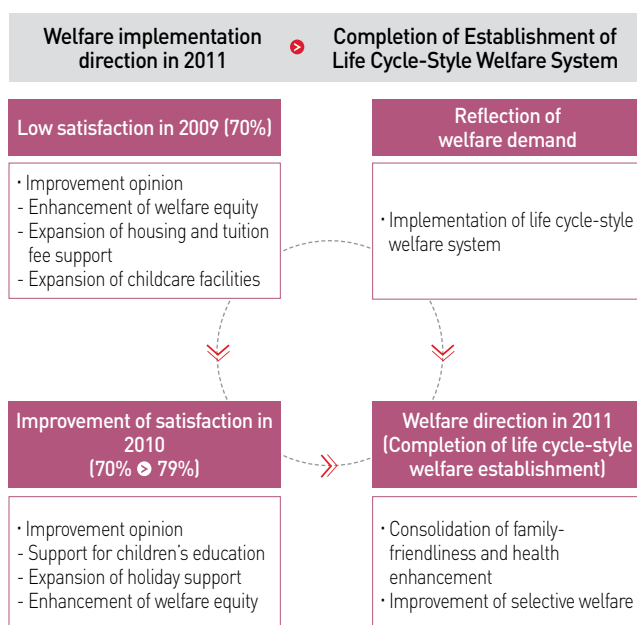 Welfare implementation
direction in 2011
Completion of Establishment of
Life Cycle-Style Welfare System
Low satisfaction in 2009 (70%)
· Improvement opinion
- Enhancement of welfare equity
- Expansion of housing and tuition
fee support
- Expansion of childcare facilities
Reflection of
welfare demand
· Implementation of life cycle-style
welfare system
Improvement of satisfaction in
2010
(70% > 79%)
· Improvement opinion
- Support for children's education
- Expansion of holiday support
- Enhancement of welfare equity
Welfare direction in 2011
(Completion of life cycle-style
welfare establishment)
· Consolidation of family-
friendliness and health
enhancement
· Improvement of selective welfare